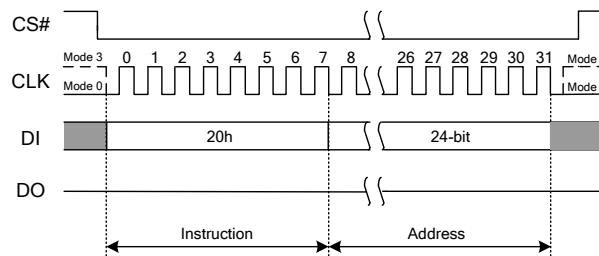 CS#
Mode 3 0 1 2 3 4 5 6 7 8 26 27 28 29 30 31 Mode
CLK
Mode 0 Mode
DI 20h 24-bit
DO
Instruction Address